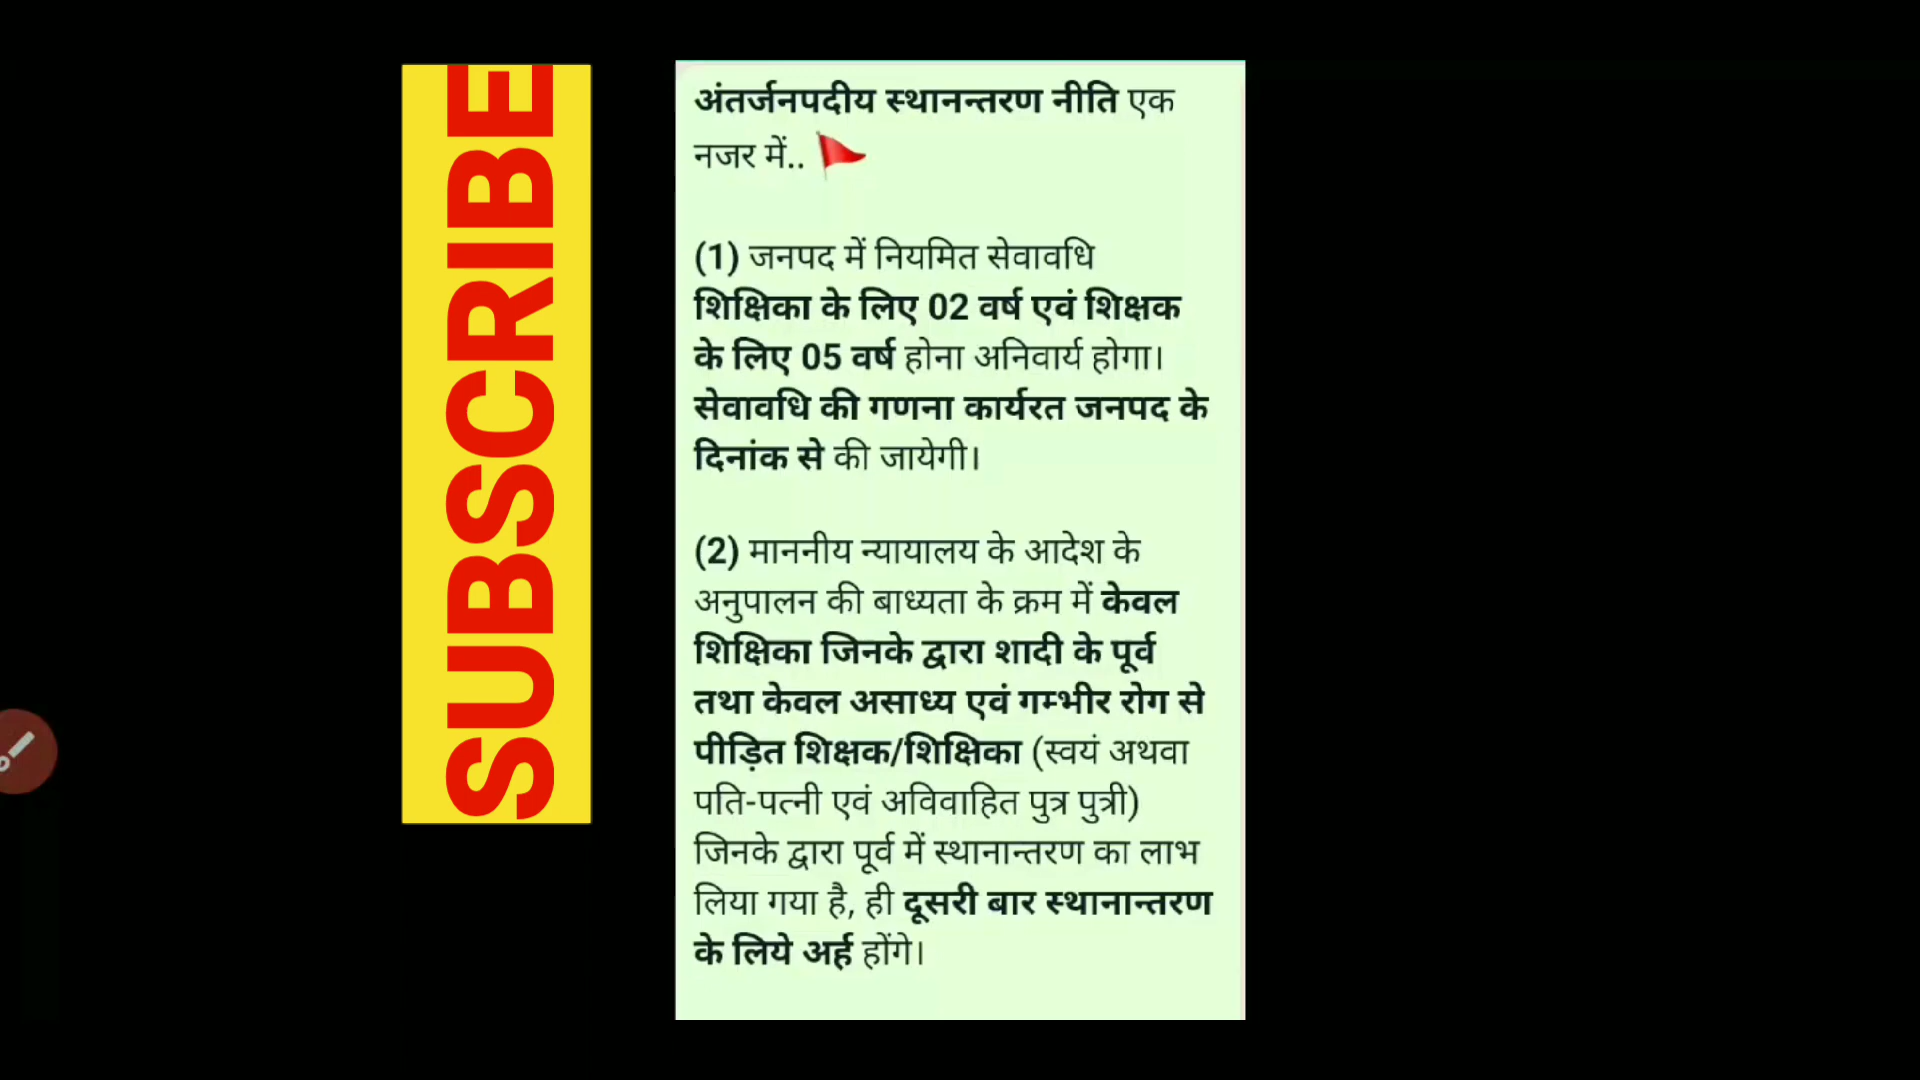 SUBSCRIBE
अंतर्जनपदीय स्थानन्तरण नीति एक
नजर में..
(1) जनपद में नियमित सेवावधि
शिक्षिका के लिए 02 वर्ष एवं शिक्षक
के लिए 05 वर्ष होना अनिवार्य होगा।
सेवावधि की गणना कार्यरत जनपद के
दिनांक से की जायेगी।
(2) माननीय न्यायालय के आदेश के
अनुपालन की बाध्यता के क्रम में केवल
शिक्षिका जिनके द्वारा शादी के पूर्व
तथा केवल असाध्य एवं गम्भीर रोग से
पीड़ित शिक्षक/शिक्षिका (स्वयं अथवा
पति-पत्नी एवं अविवाहित पुत्र पुत्री)
जिनके द्वारा पूर्व में स्थानान्तरण का लाभ
लिया गया है, ही दूसरी बार स्थानान्तरण
के लिये अर्ह होंगे।